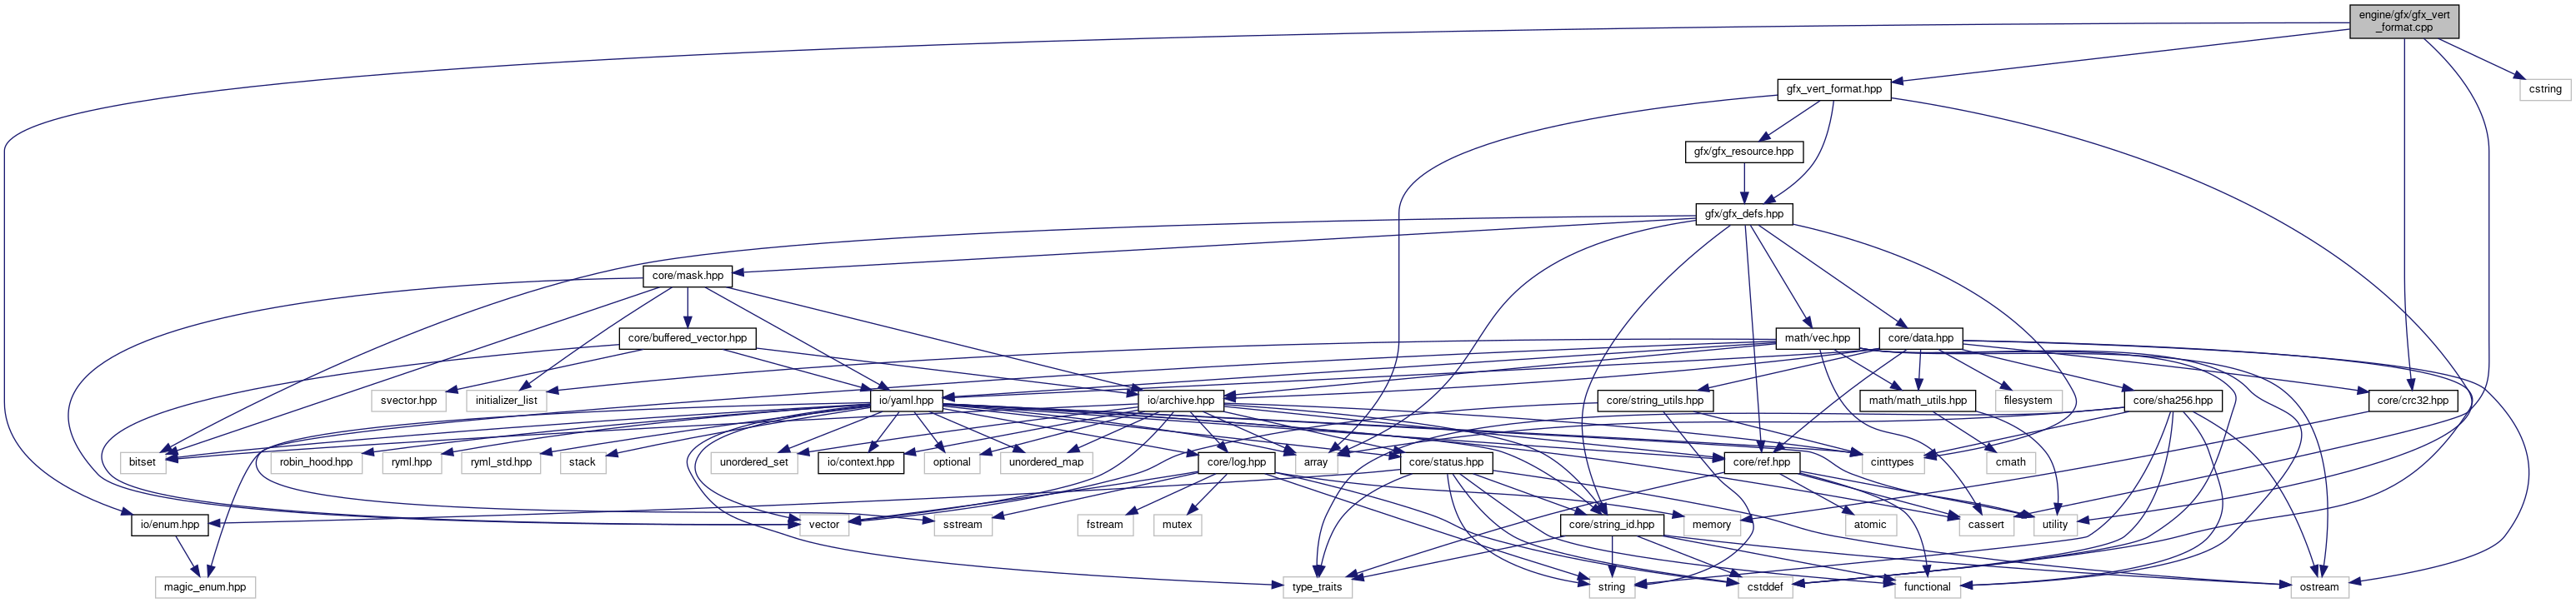 engine/gfx/gfx_vert
_format.cpp
gfx_vert_format.hpp
cstring
gfx/gfx_resource.hpp
gfx/gfx_defs.hpp
core/mask.hpp
core/buffered_vector.hpp
math/vec.hpp
core/data.hpp
svector.hpp
initializer_list
io/yaml.hpp
io/archive.hpp
core/string_utils.hpp
math/math_utils.hpp
filesystem
core/sha256.hpp
core/crc32.hpp
bitset
robin_hood.hpp
ryml.hpp
ryml_std.hpp
stack
unordered_set
io/context.hpp
optional
unordered_map
core/log.hpp
array
core/status.hpp
core/ref.hpp
cinttypes
cmath
io/enum.hpp
vector
sstream
fstream
mutex
core/string_id.hpp
memory
atomic
cassert
utility
magic_enum.hpp
type_traits
string
cstddef
functional
ostream